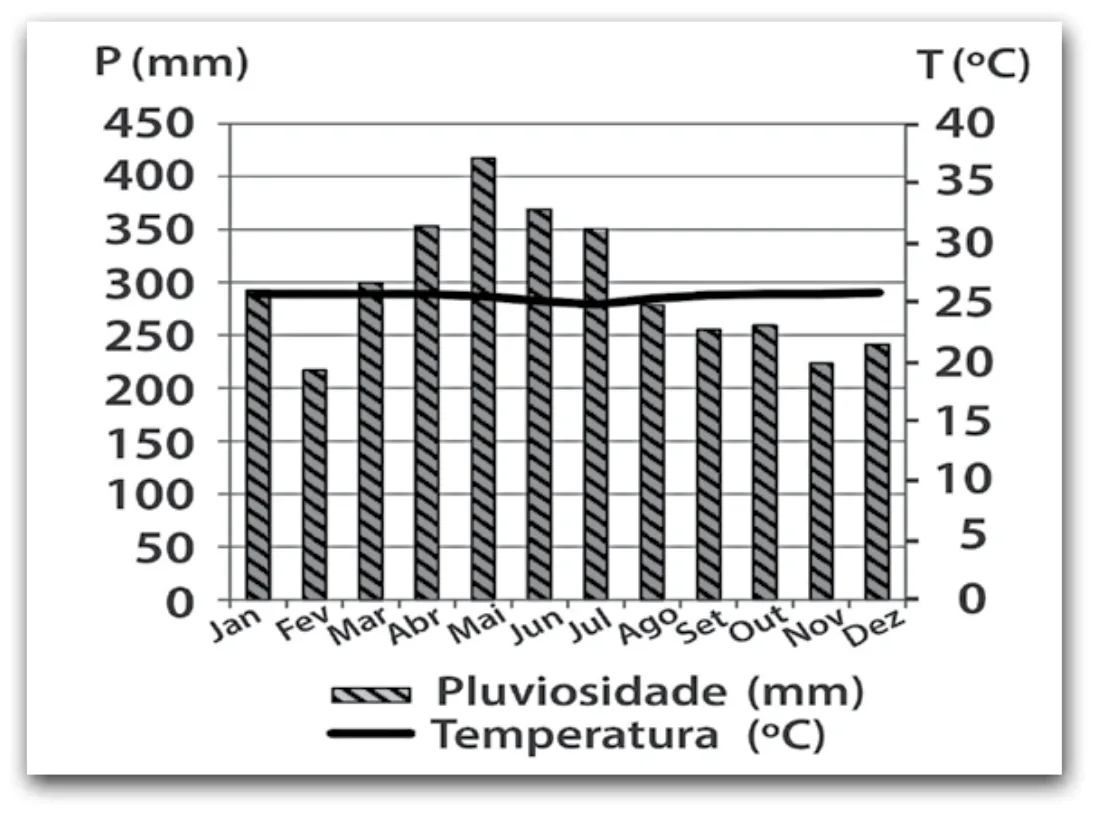 P (mm) T (ºC)
450 40
400 35
350 30
300 25
250 20
200 15
150 10
100 5
50 0
0
Jan Fev Mar Abr Mai Jun Jul Ago Set Out Nov Dez
Pluviosidade (mm)
Temperatura (ºC)